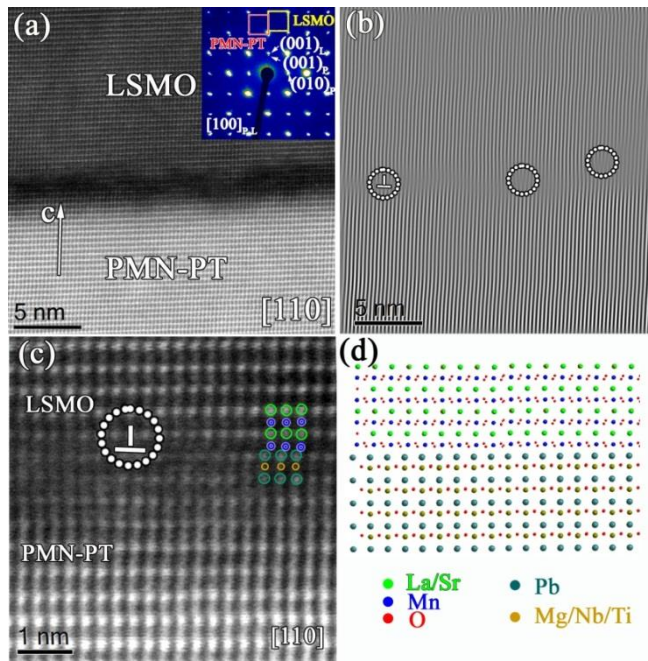 (a)
LSMO
PMN-PT
LSMO
(001)L
(001)P
(010)P
[100]P,L
c
PMN-PT
5 nm
[110]
(b)
5 nm
(c)
LSMO
PMN-PT
1 nm
[110]
(d)
La/Sr
Mn
O
Pb
Mg/Nb/Ti